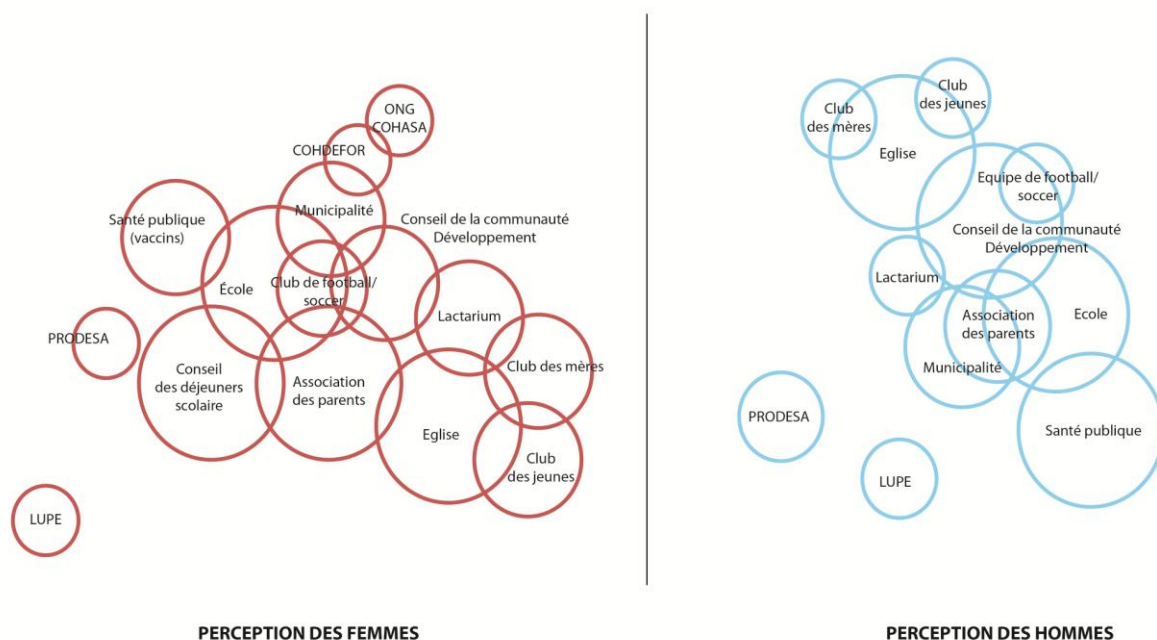 ONG
COHASA
COHDEFOR
Municipalité
Santé publique
(vaccins)
Conseil de la communauté
Développement
École
Club de football/
soccer
Lactarium
PRODESA
Conseil
des déjeuners
scolaire
Association
des parents
Club des mères
Eglise
Club
des jeunes
LUPE
PERCEPTION DES FEMMES
Club
des jeunes
Club
des mères
Eglise
Equipe de football/
soccer
Conseil de la communauté
Développement
Lactarium
Association
des parents
Ecole
Municipalité
PRODESA
Santé publique
LUPE
PERCEPTION DES HOMMES